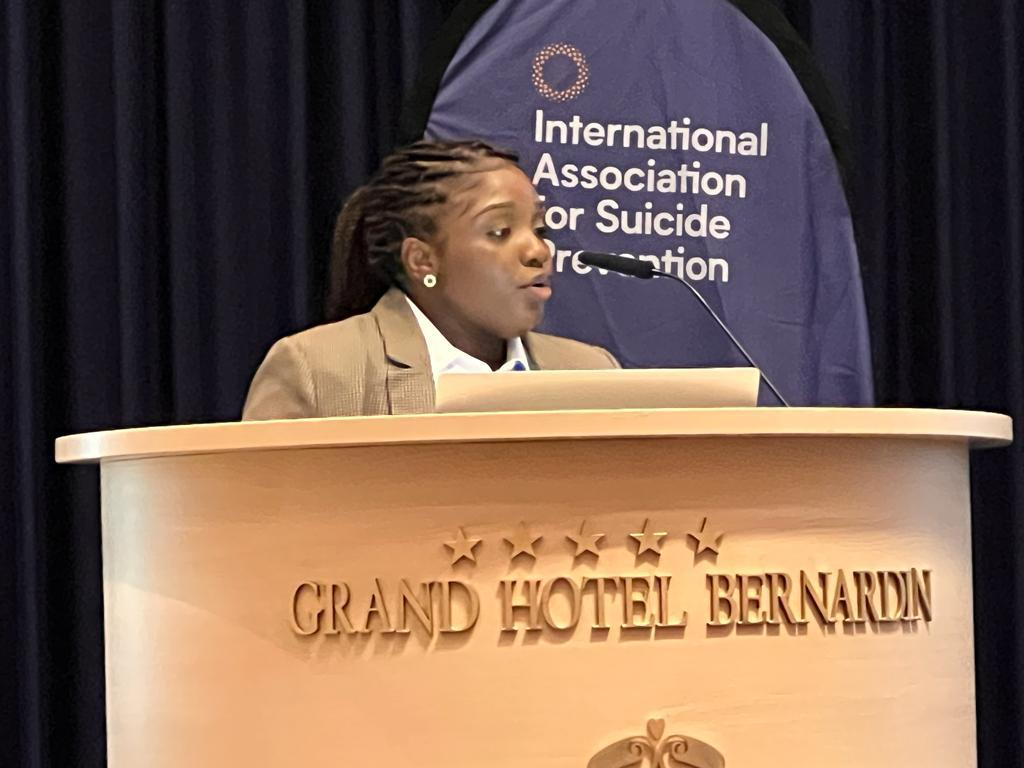 International
Association
for Suicide
Prevention
GRAND HOTEL BERNARDIN